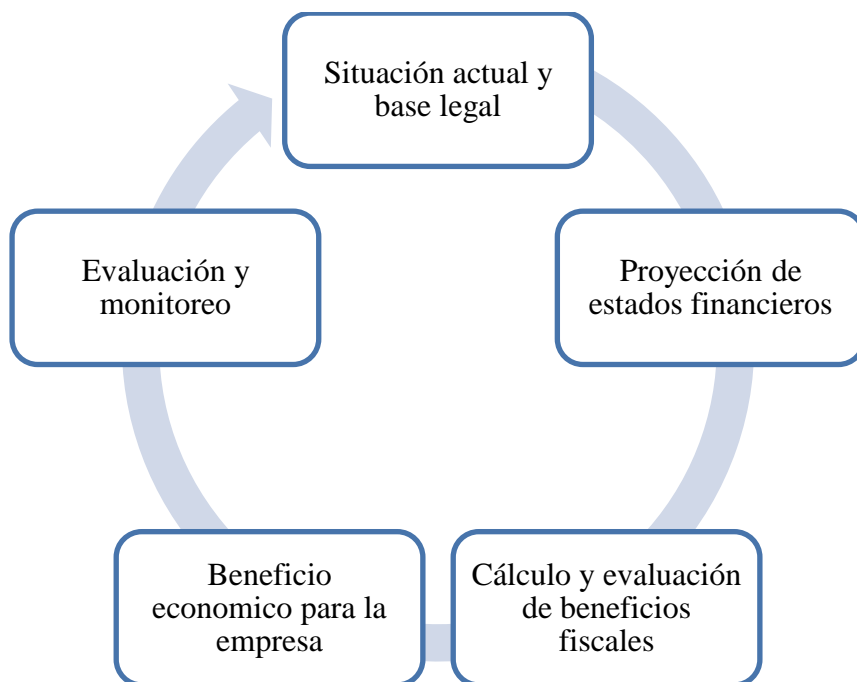 Situación actual y
base legal
Proyección de
estados financieros
Cálculo y evaluación
de beneficios
fiscales
Beneficio
economico para la
empresa
Evaluación y
monitoreo